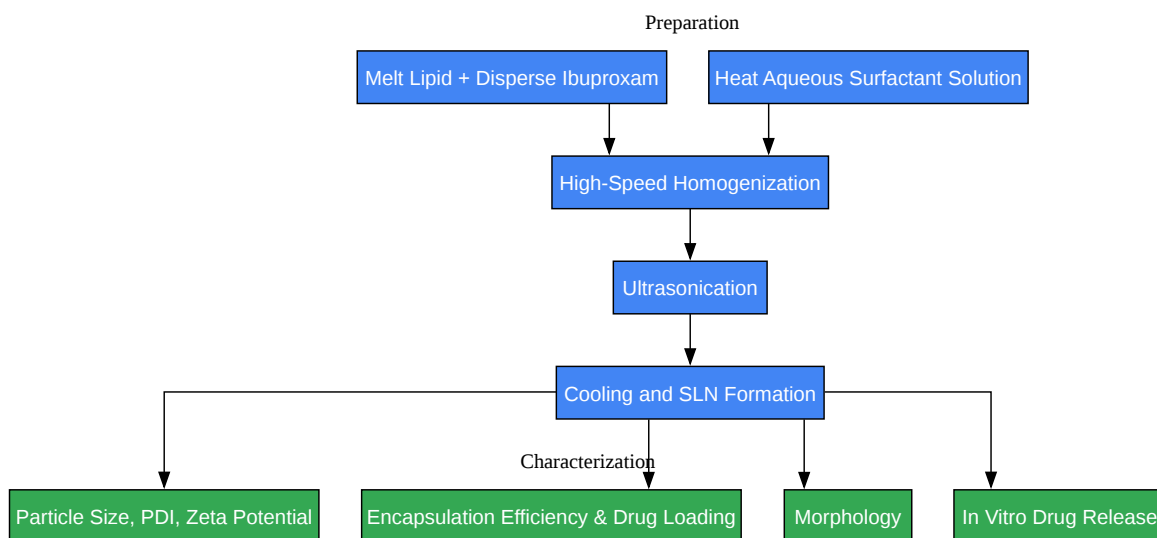 Preparation
Melt Lipid + Disperse Ibuproxam
Heat Aqueous Surfactant Solution
High-Speed Homogenization
Ultrasonication
Cooling and SLN Formation
Characterization
Particle Size, PDI, Zeta Potential
Encapsulation Efficiency & Drug Loading
Morphology
In Vitro Drug Release